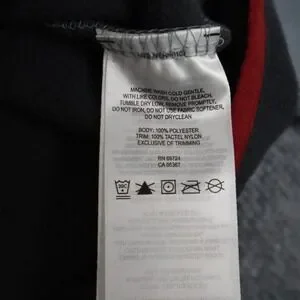 MACHINE WASH COLD GENTLE,
WITH LIKE COLORS, DO NOT BLEACH,
TUMBLE DRY LOW, REMOVE PROMPTLY,
DO NOT IRON, DO NOT USE FABRIC SOFTENER,
DO NOT DRYCLEAN
BODY: 100% POLYESTER
TRIM: 100% TACTEL NYLON
EXCLUSIVE OF TRIMMING
RN 69724
CA 05367